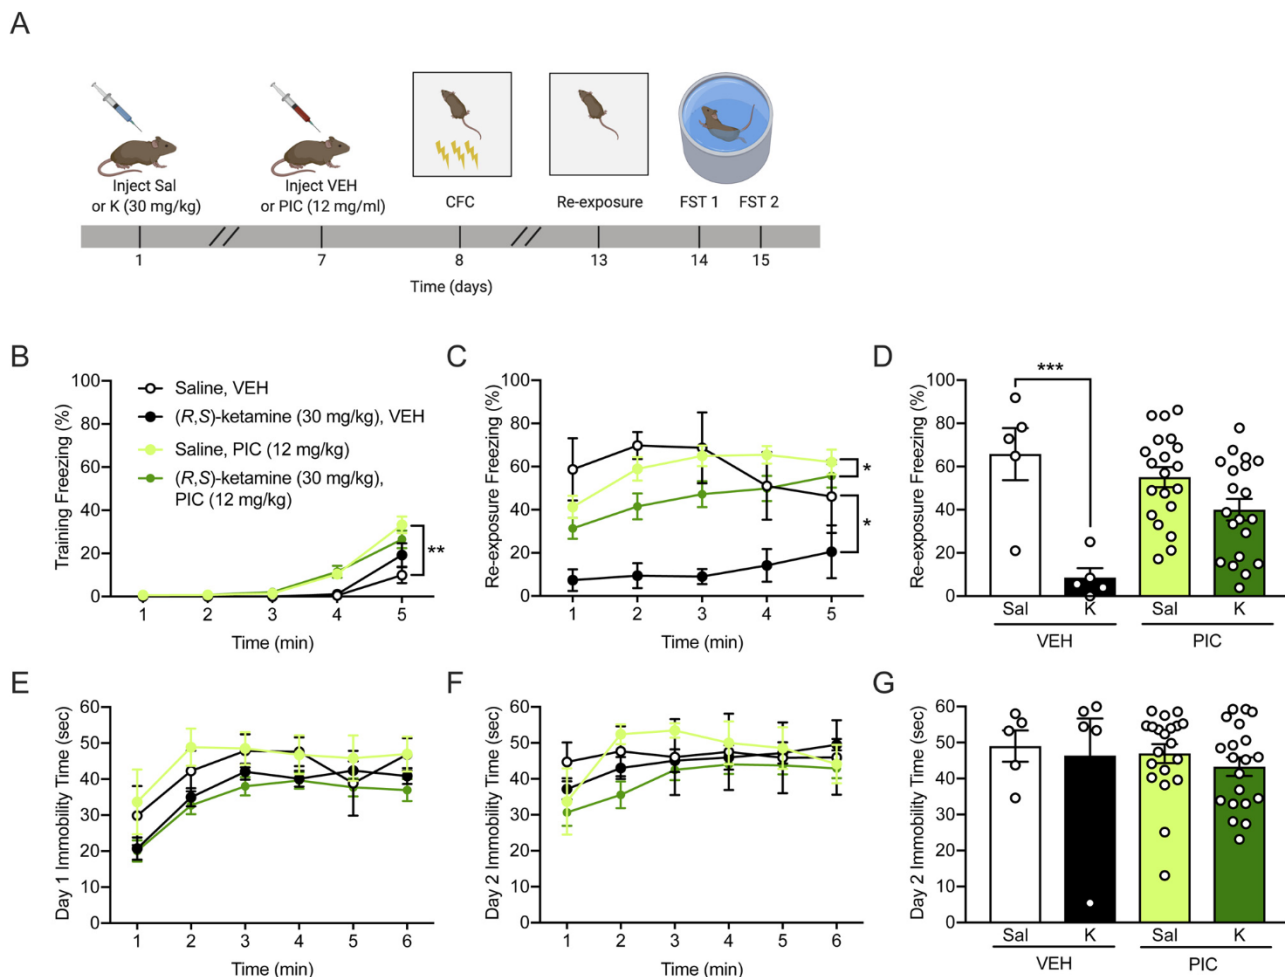 A
Inject Sal
or K (30 mg/kg)
Inject VEH
or PIC (12 mg/ml)
CFC
Re-exposure
FST 1
FST 2
1
7
8
13
14
15
Time (days)
B
Training Freezing (%)
100
80
60
40
20
0
Saline, VEH
(R,S)-ketamine (30 mg/kg), VEH
Saline, PIC (12 mg/kg)
(R,S)-ketamine (30 mg/kg),
PIC (12 mg/kg)
**
1 2 3 4 5
Time (min)
C
Re-exposure Freezing (%)
100
80
60
40
20
0
*
*
1 2 3 4 5
Time (min)
D
Re-exposure Freezing (%)
100
80
60
40
20
0
***
Sal K Sal K
VEH PIC
E
Day 1 Immobility Time (sec)
60
50
40
30
20
10
0
1 2 3 4 5 6
Time (min)
F
Day 2 Immobility Time (sec)
60
50
40
30
20
10
0
1 2 3 4 5 6
Time (min)
G
Day 2 Immobility Time (sec)
60
50
40
30
20
10
0
Sal K Sal K
VEH PIC